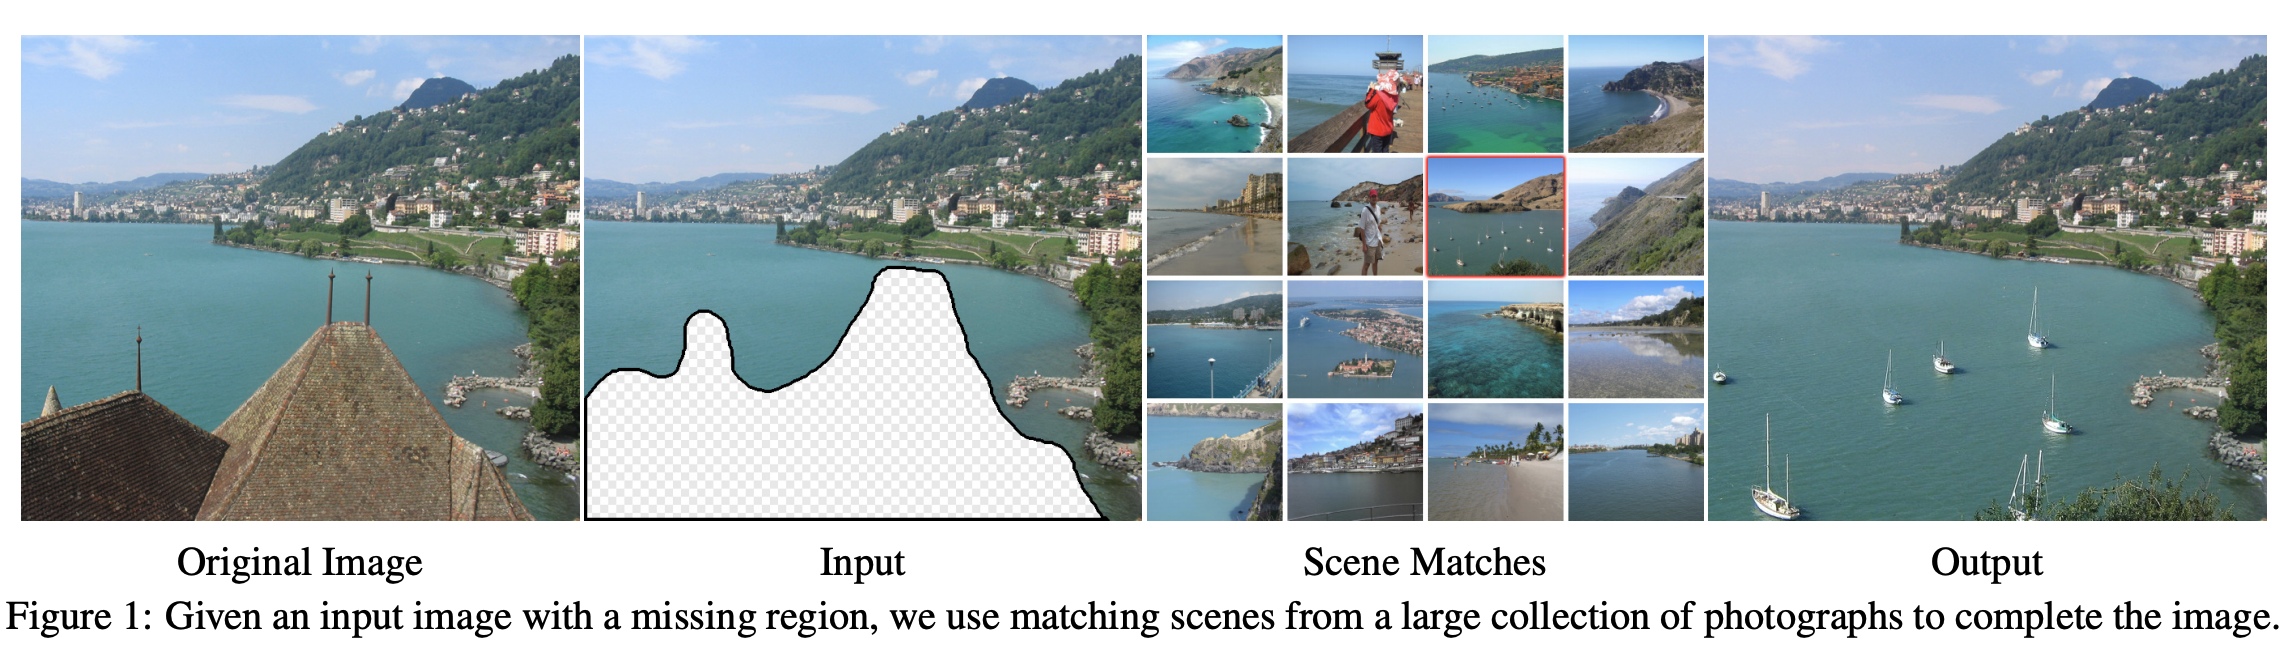 Original Image
Input
Scene Matches
Output
Figure 1: Given an input image with a missing region, we use matching scenes from a large collection of photographs to complete the image.